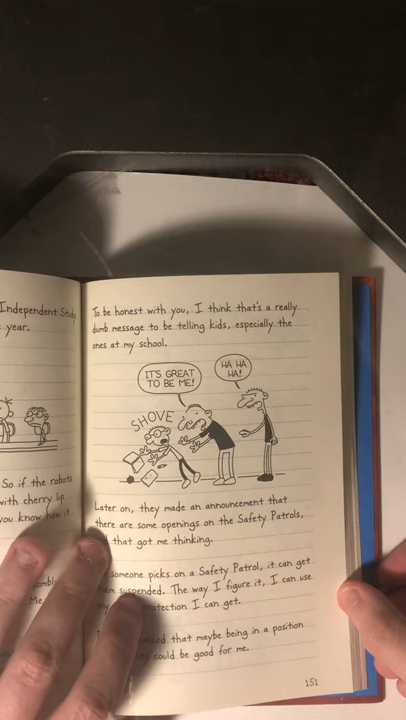 Independent Study
year.
So if the robots
with cherry lip
you know how it
Me
To be honest with you, I think that's a really
dumb message to be telling kids, especially the
ones at my school.
IT'S GREAT
TO BE ME!
HA HA
HA!
SHOVE
Later on, they made an announcement that
there are some openings on the Safety Patrols,
that got me thinking.
someone picks on a Safety Patrol, it can get
them suspended. The way I figure it, I can use
protection I can get.
that maybe being in a position
could be good for me.
151